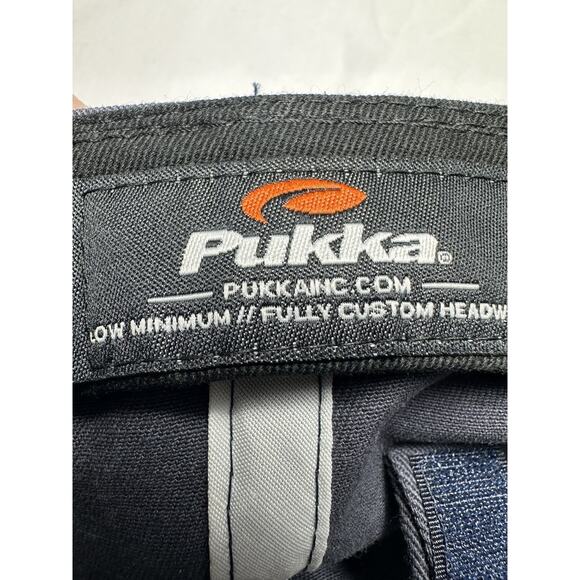 Pukka®
PUKKAINC.COM
LOW MINIMUM // FULLY CUSTOM HEADW